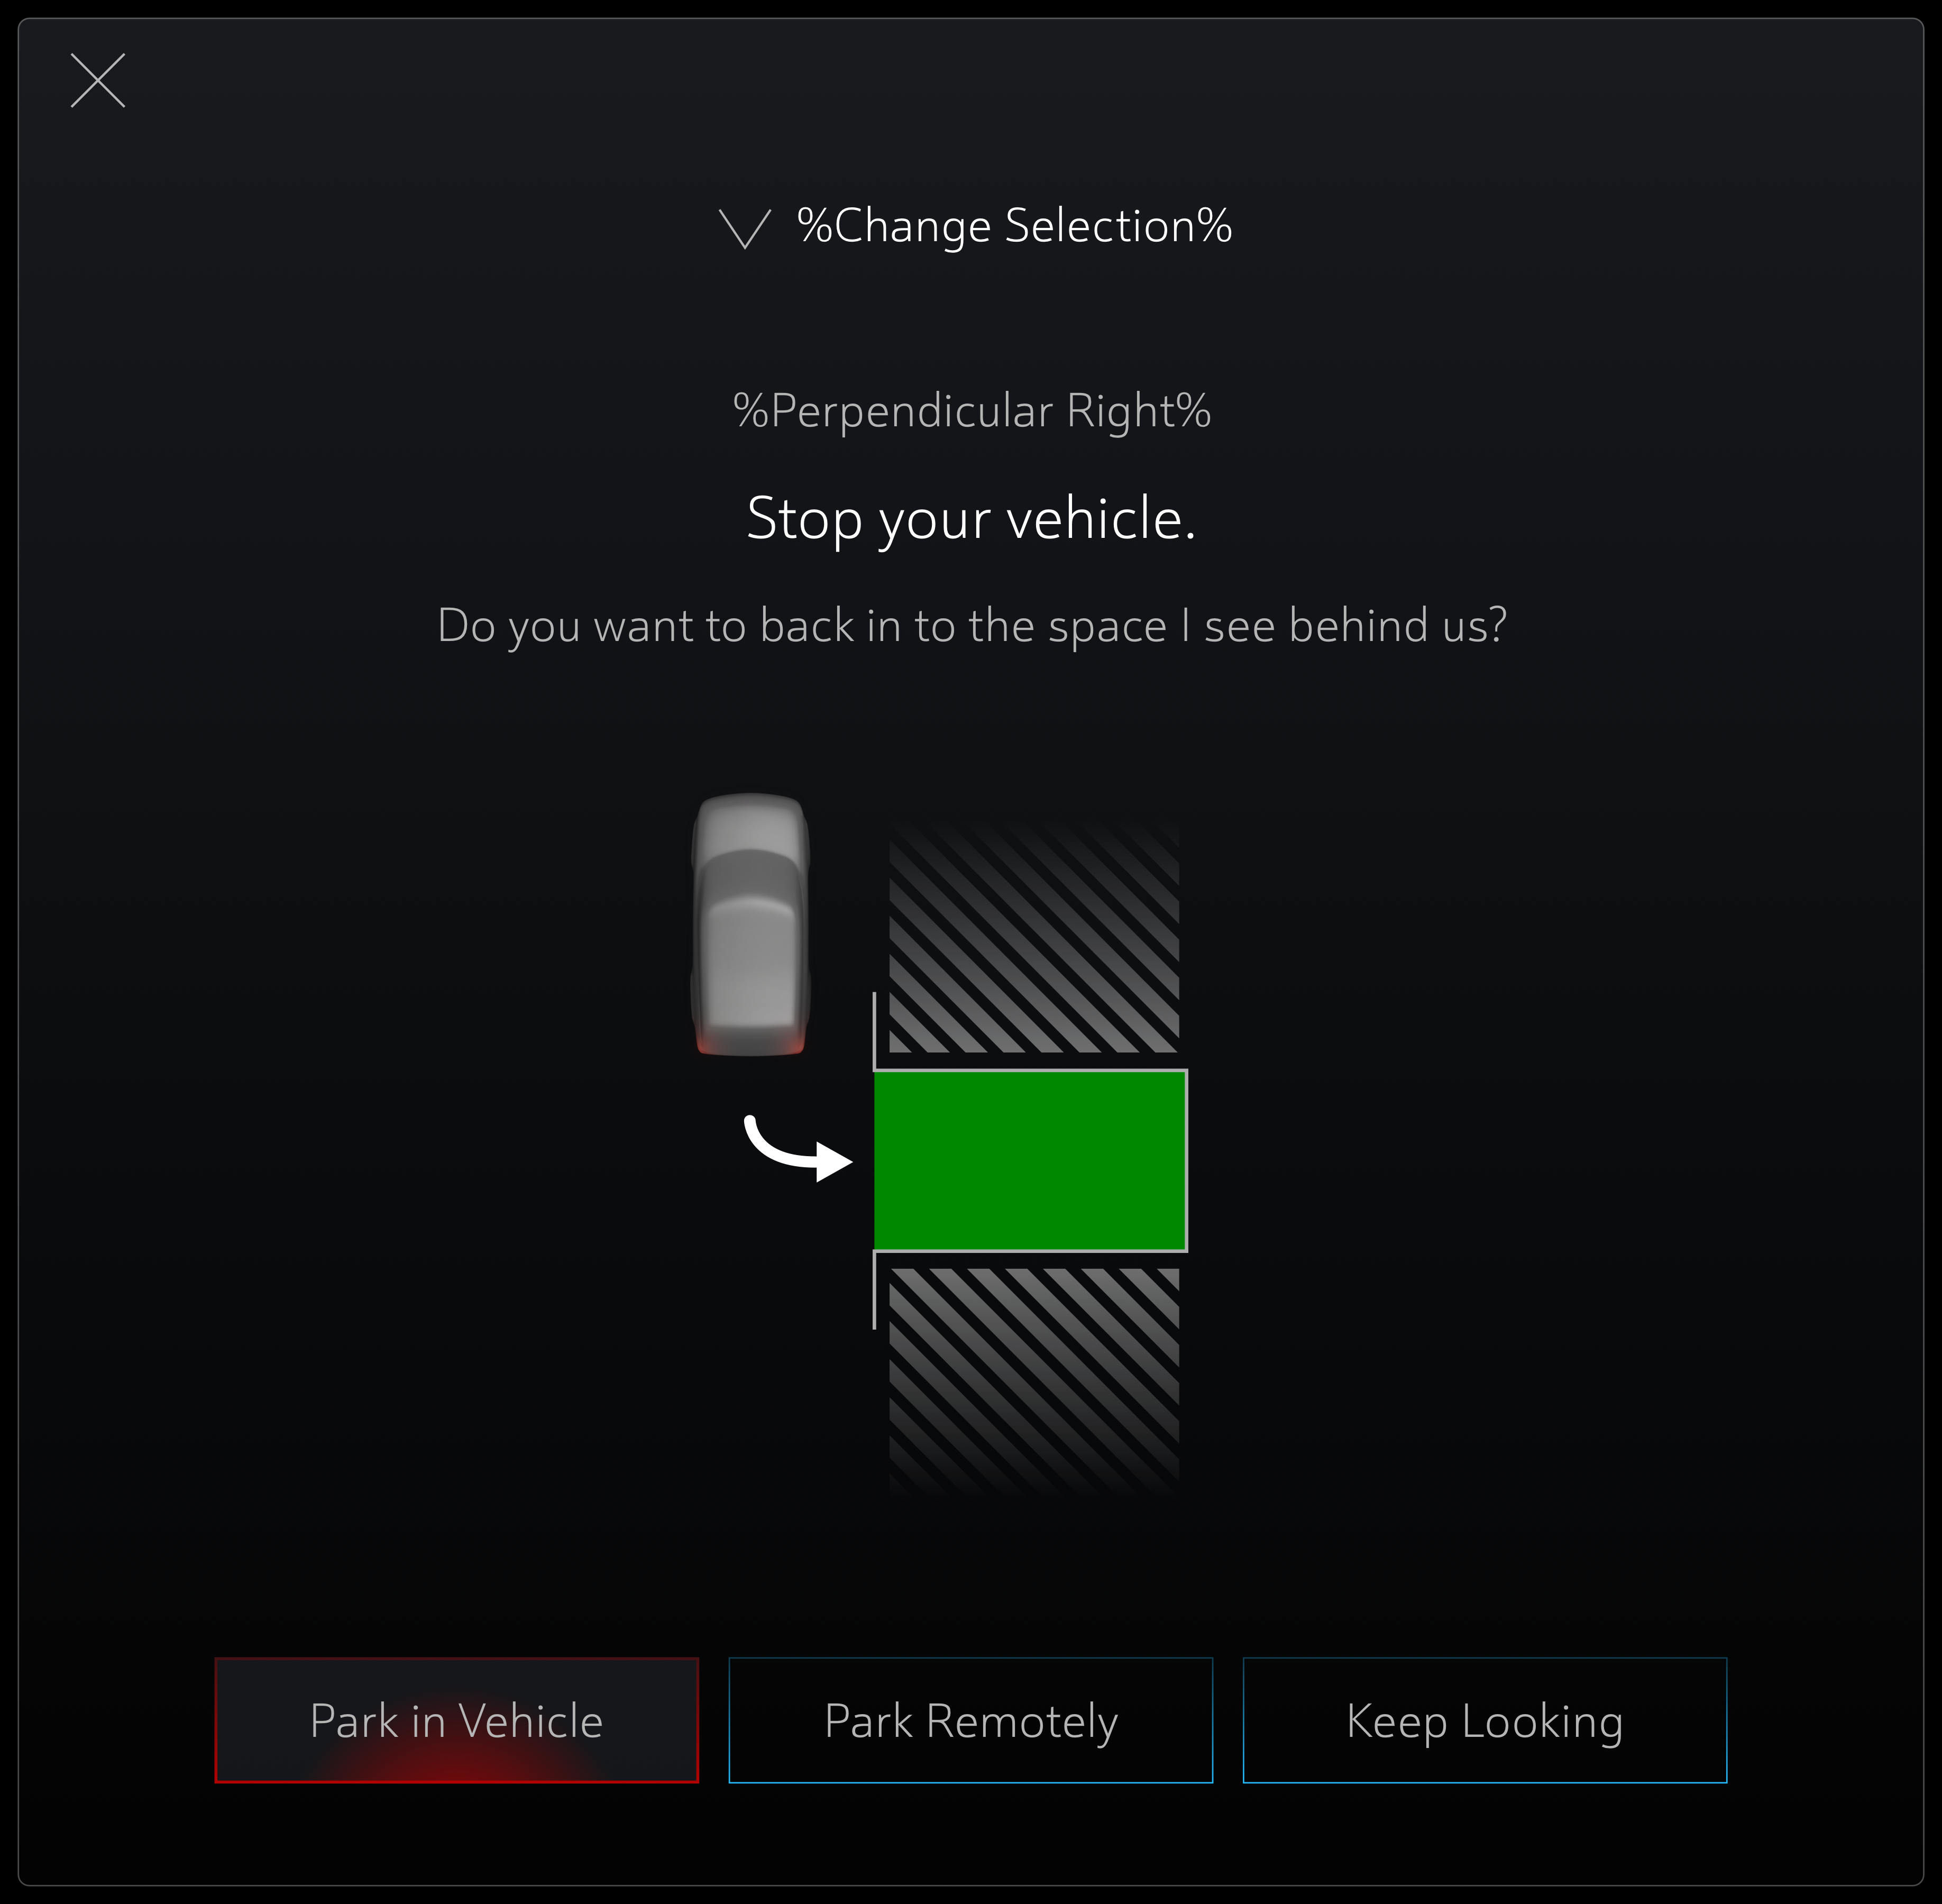 %Change Selection%
%Perpendicular Right%
Stop your vehicle.
Do you want to back in to the space I see behind us?
Park in Vehicle
Park Remotely
Keep Looking